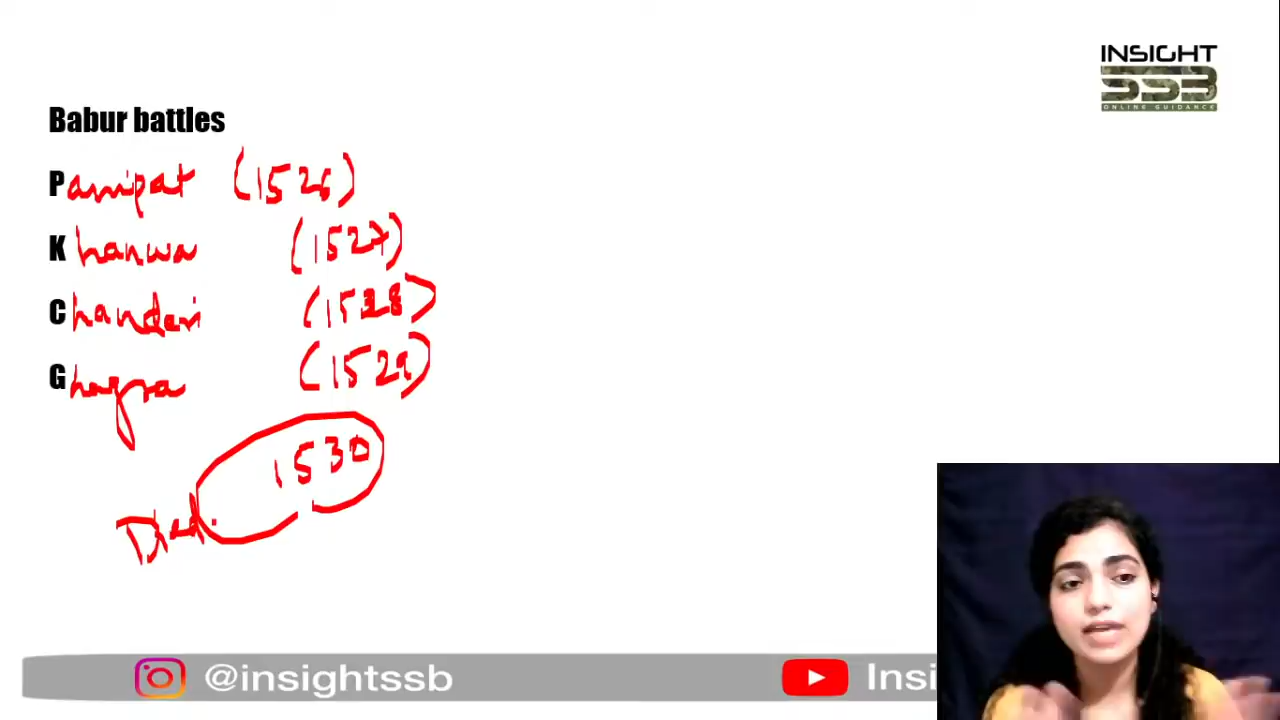 INSIGHT
SSB
ONLINE GUIDANCE
Babur battles
Panipat (1526)
Khanwa (1527)
Chanderi (1528)
Ghagra (1529)
1530
Died
@insightssb
Insi